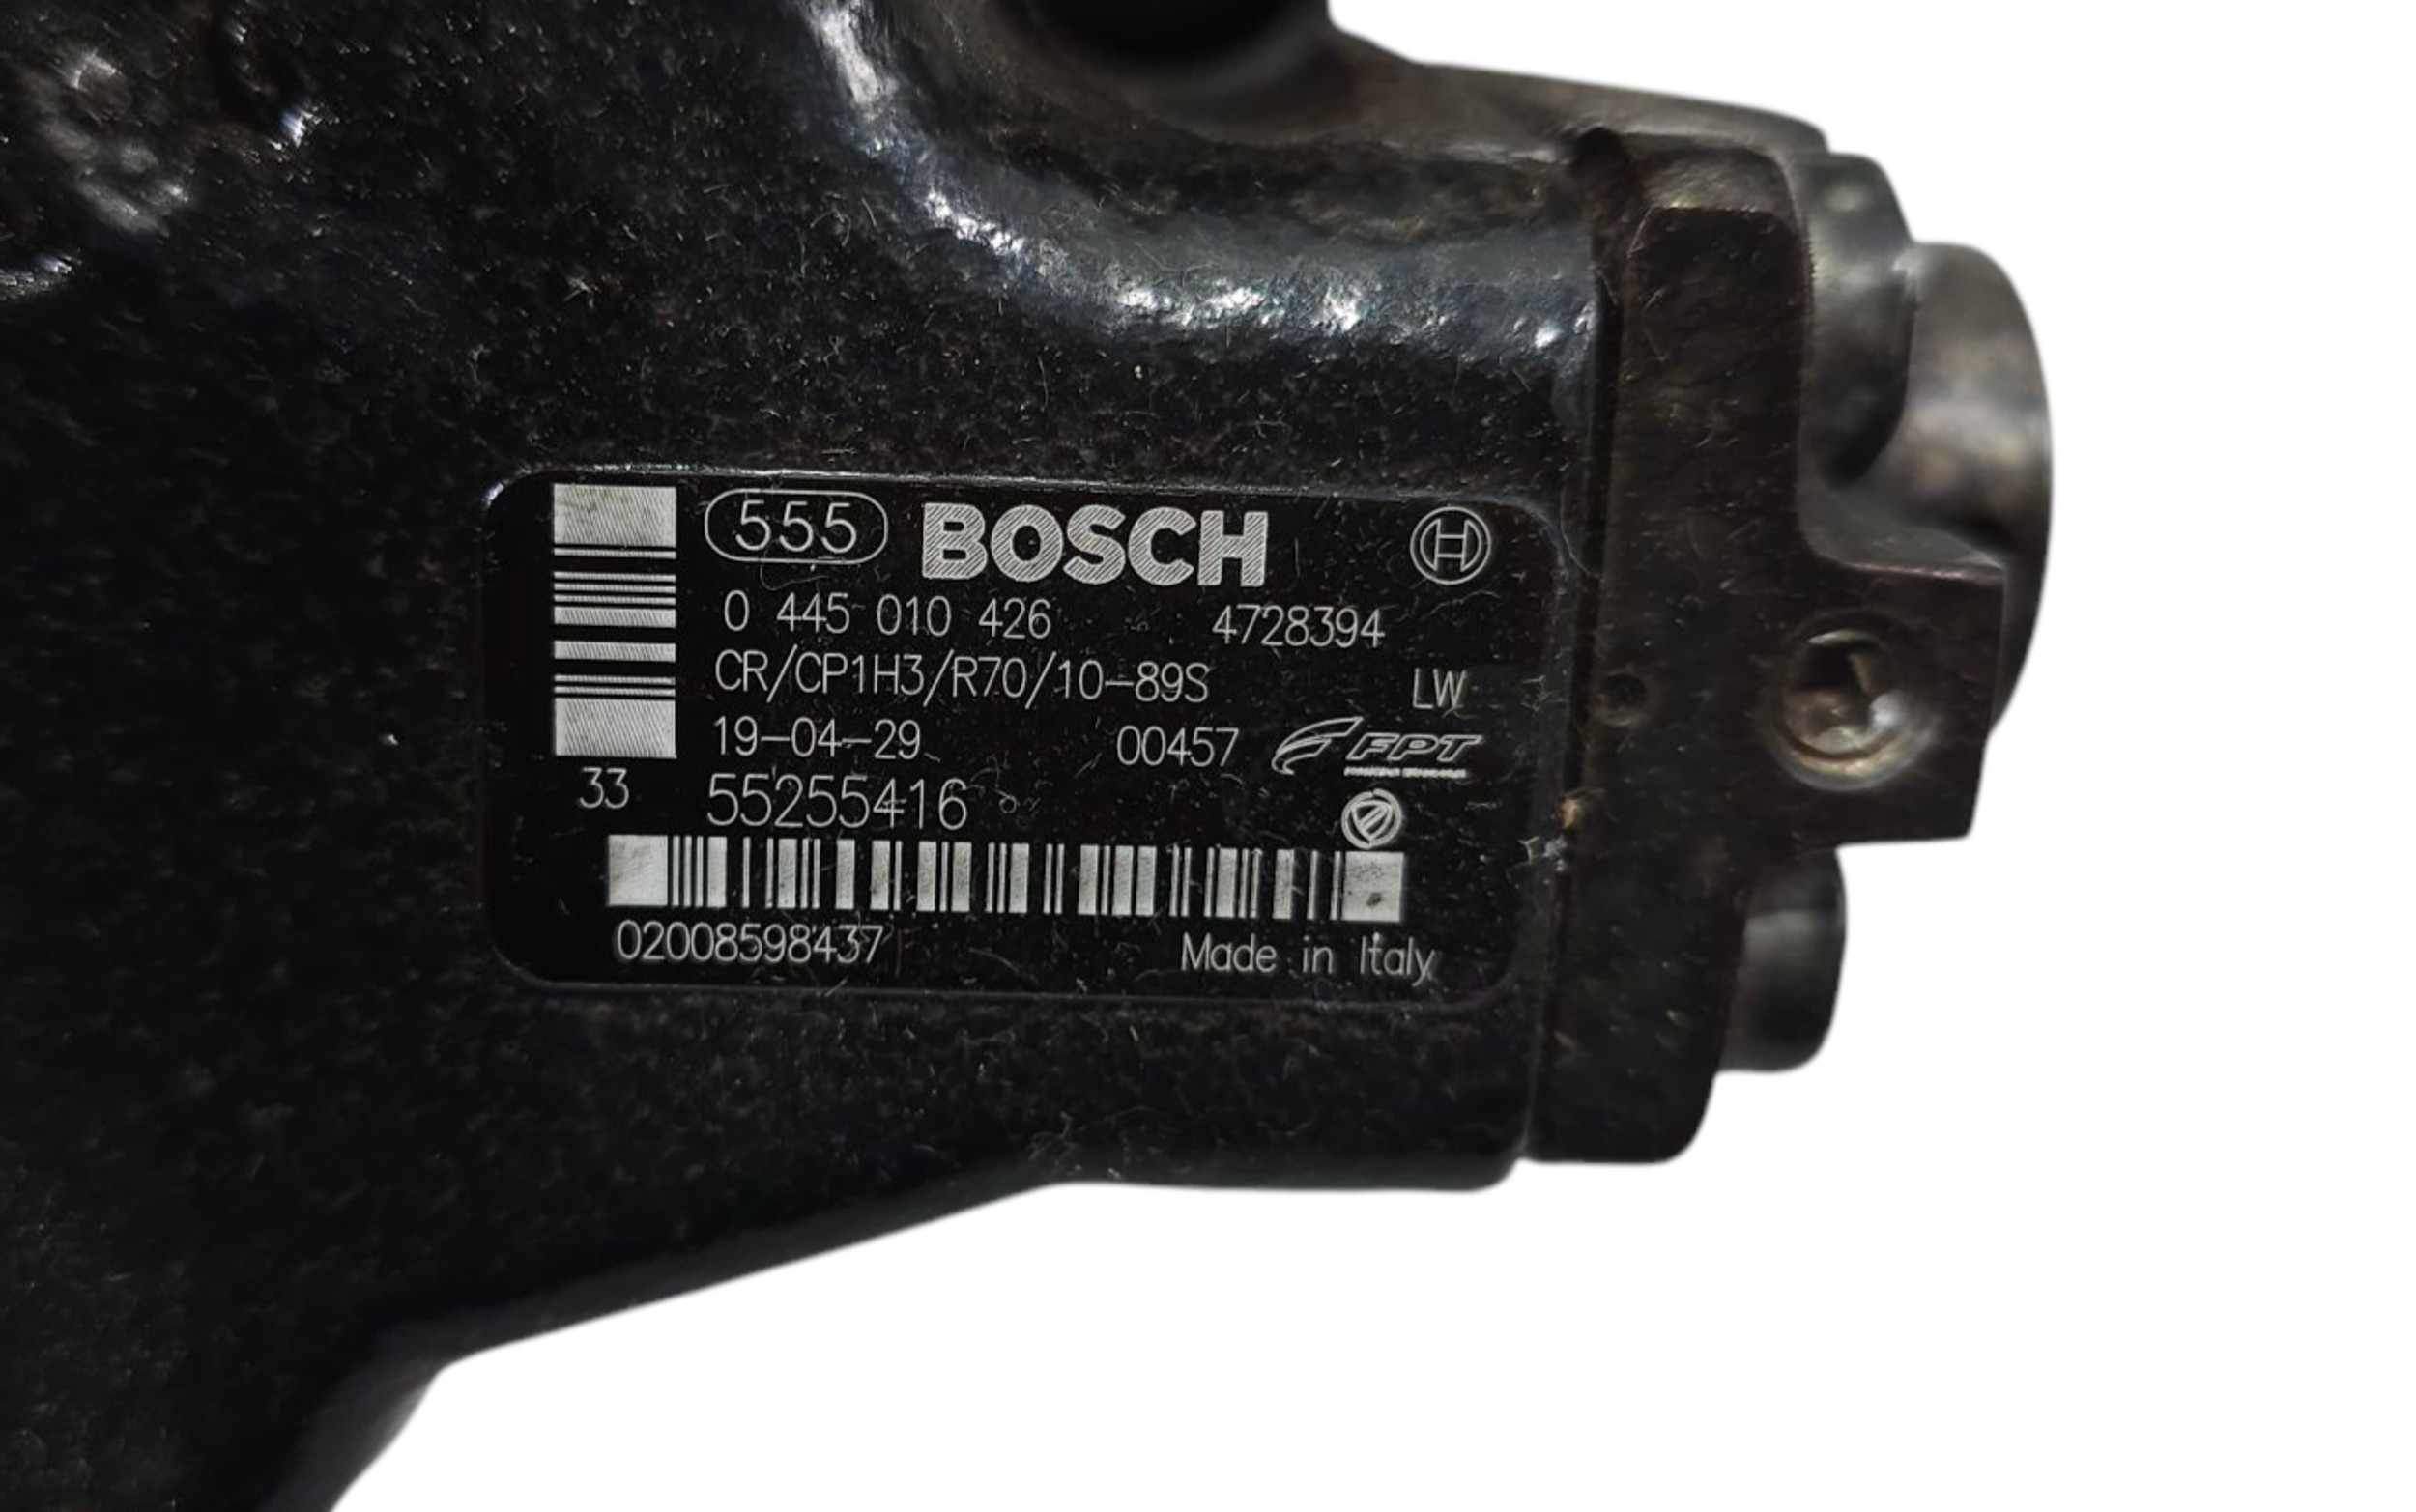 555 BOSCH H
0 445 010 426 4728394
CR/CP1H3/R70/10-89S LW
19-04-29 00457 FPT
33 55255416
02008598437 Made in Italy